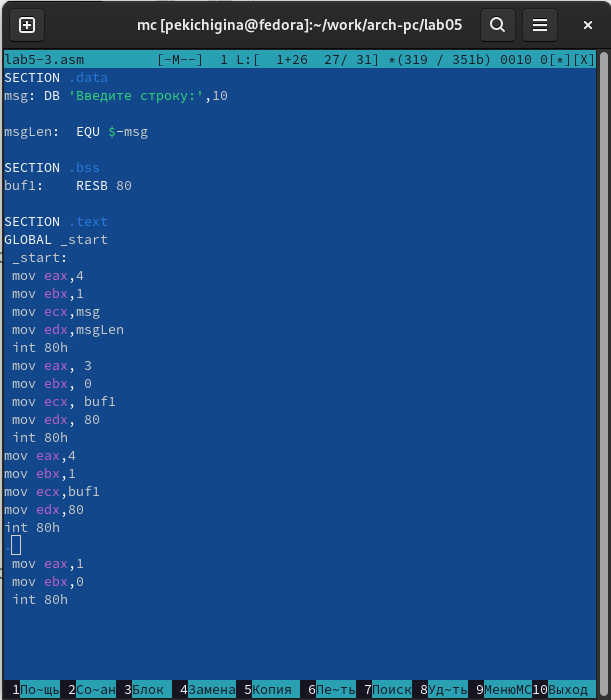 mc [pekichigina@fedora]:~/work/arch-pc/lab05
lab5-3.asm [-M--] 1 L:[ 1+26 27/ 31] *(319 / 351b) 0010 0[*][X]
SECTION .data
msg: DB 'Введите строку:',10
msgLen: EQU $-msg
SECTION .bss
buf1: RESB 80
SECTION .text
GLOBAL _start
_start:
mov eax,4
mov ebx,1
mov ecx,msg
mov edx,msgLen
int 80h
mov eax, 3
mov ebx, 0
mov ecx, buf1
mov edx, 80
int 80h
mov eax,4
mov ebx,1
mov ecx,buf1
mov edx,80
int 80h
.
mov eax,1
mov ebx,0
int 80h
1По~щь 2Со~ан 3Блок 4Замена 5Копия 6Пе~ть 7Поиск 8Уд~ть 9МенюMC 10Выход